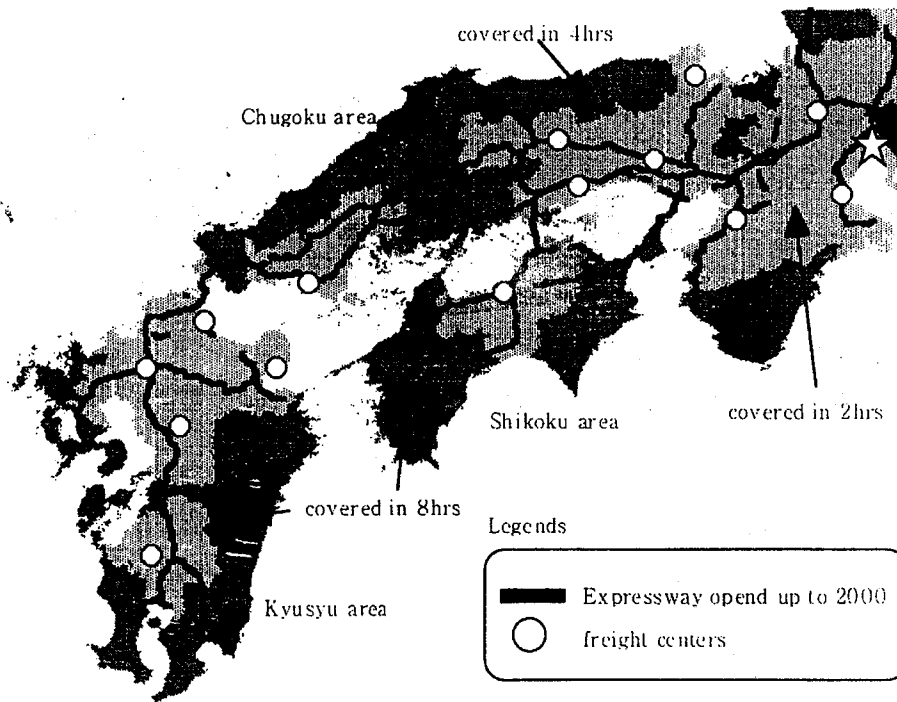 covered in 4hrs
Chugoku area
covered in 2hrs
Shikoku area
covered in 8hrs
Legends
Expressway opend up to 2000
freight centers
Kyusyu area